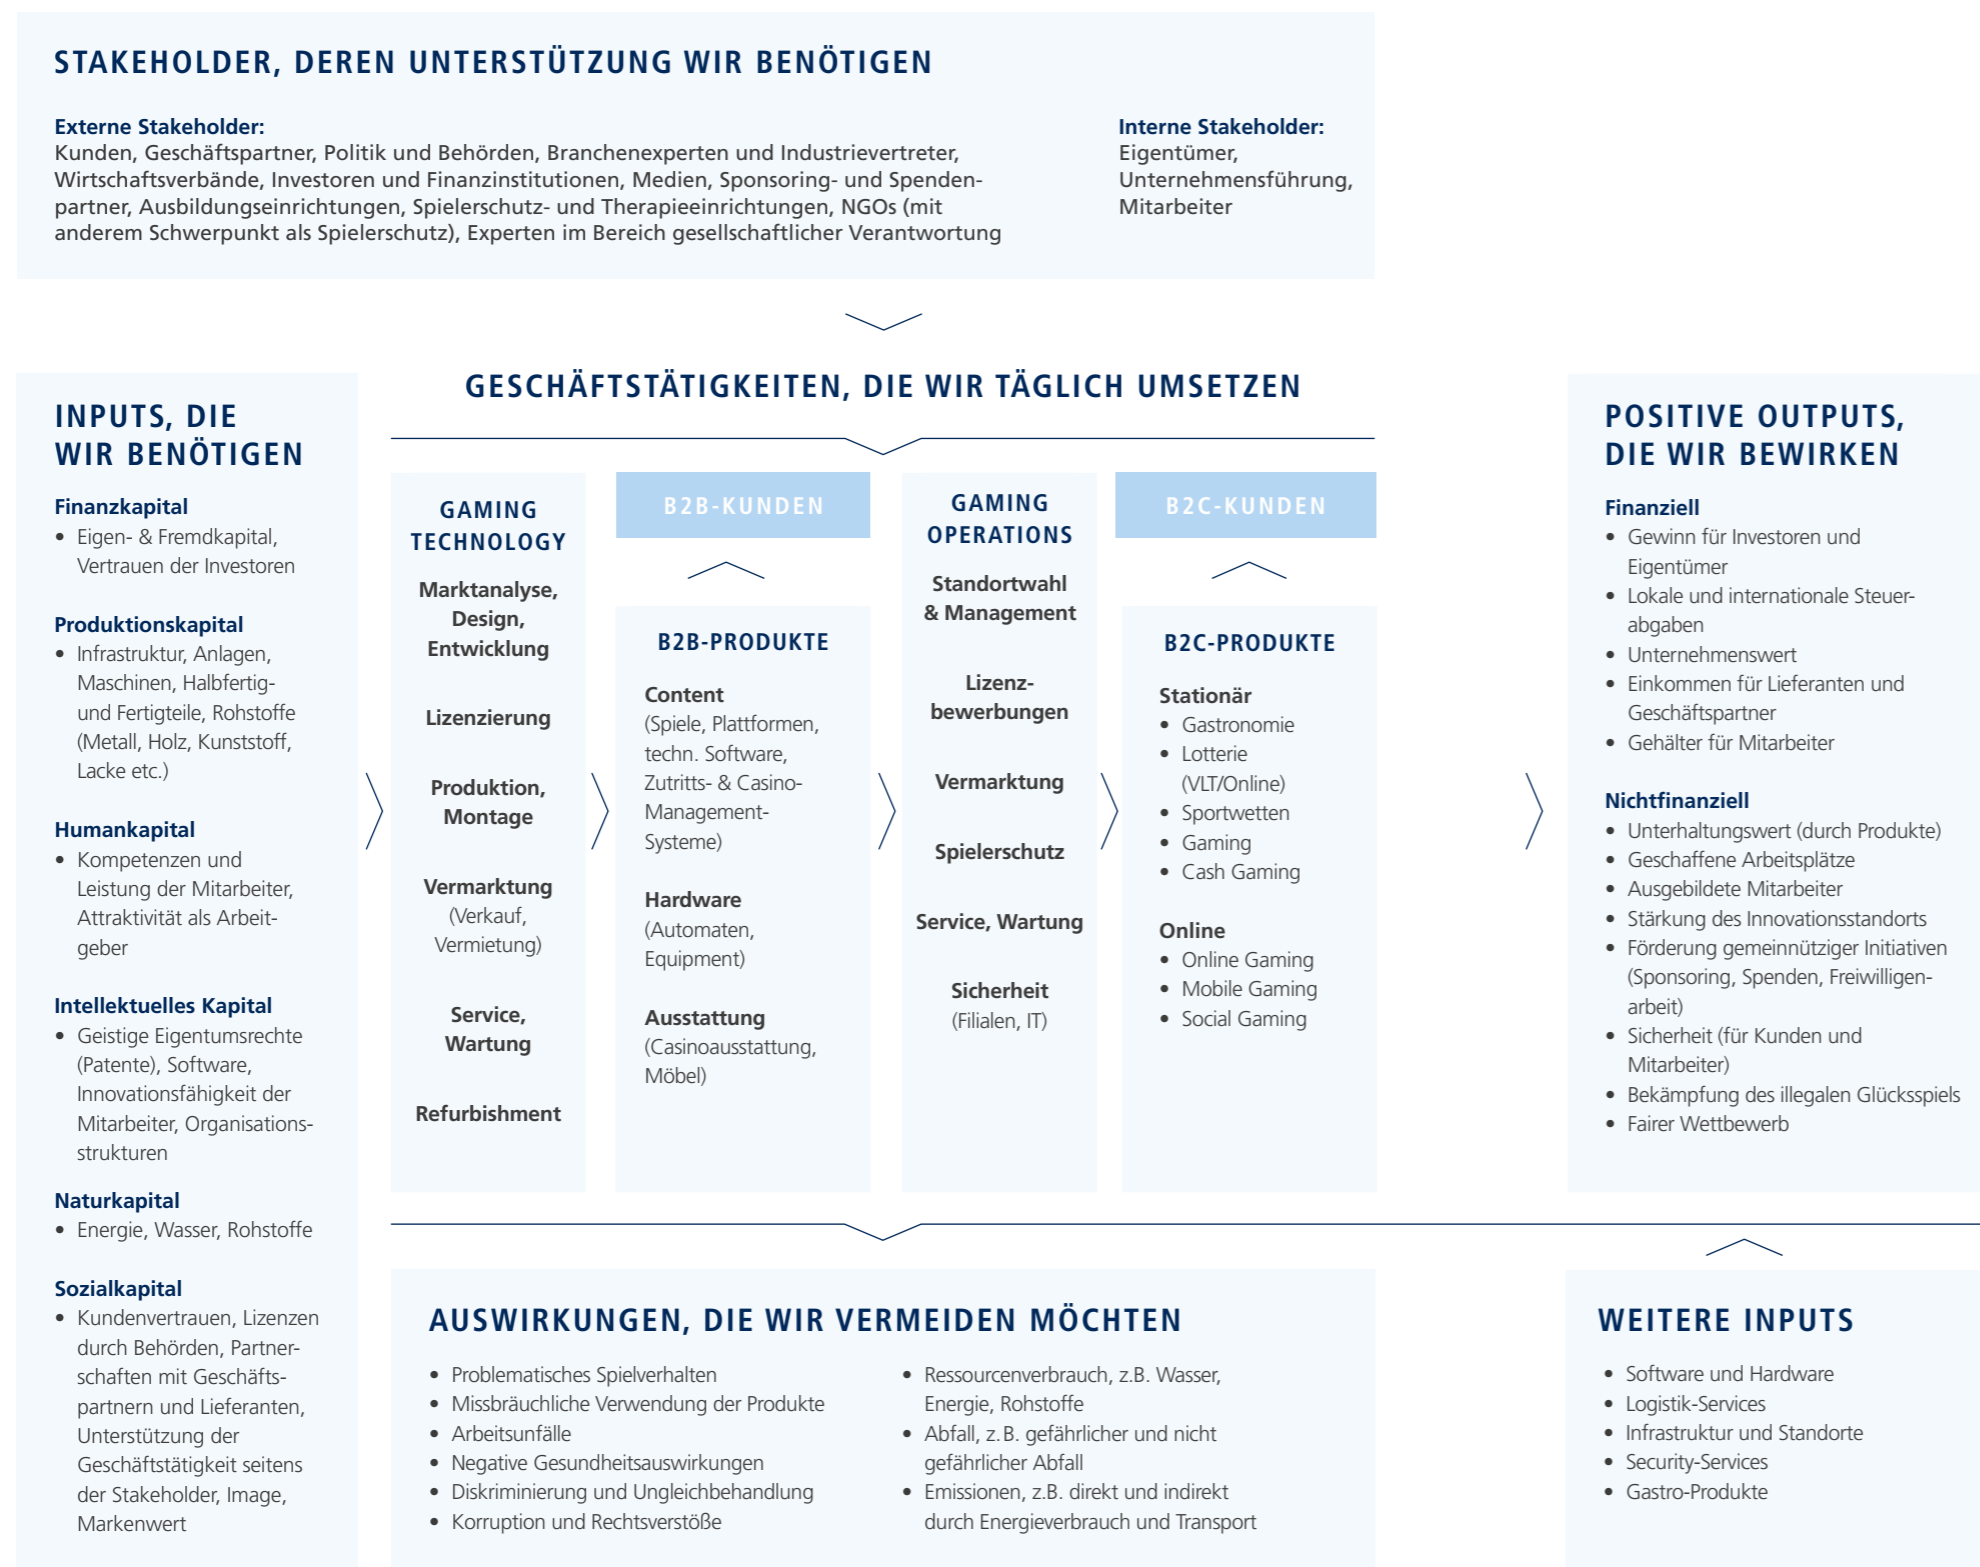 STAKEHOLDER, DEREN UNTERSTÜTZUNG WIR BENÖTIGEN
Externe Stakeholder:
Kunden, Geschäftspartner, Politik und Behörden, Branchenexperten und Industrievertreter,
Wirtschaftsverbände, Investoren und Finanzinstitutionen, Medien, Sponsoring- und Spenden-
partner, Ausbildungseinrichtungen, Spielerschutz- und Therapieeinrichtungen, NGOs (mit
anderem Schwerpunkt als Spielerschutz), Experten im Bereich gesellschaftlicher Verantwortung
Interne Stakeholder:
Eigentümer,
Unternehmensführung,
Mitarbeiter
INPUTS, DIE
WIR BENÖTIGEN
Finanzkapital
• Eigen- & Fremdkapital,
Vertrauen der Investoren
Produktionskapital
• Infrastruktur, Anlagen,
Maschinen, Halbfertig-
und Fertigteile, Rohstoffe
(Metall, Holz, Kunststoff,
Lacke etc.)
Humankapital
• Kompetenzen und
Leistung der Mitarbeiter,
Attraktivität als Arbeit-
geber
Intellektuelles Kapital
• Geistige Eigentumsrechte
(Patente), Software,
Innovationsfähigkeit der
Mitarbeiter, Organisations-
strukturen
Naturkapital
• Energie, Wasser, Rohstoffe
Sozialkapital
• Kundenvertrauen, Lizenzen
durch Behörden, Partner-
schaften mit Geschäfts-
partnern und Lieferanten,
Unterstützung der
Geschäftstätigkeit seitens
der Stakeholder, Image,
Markenwert
GESCHÄFTSTÄTIGKEITEN, DIE WIR TÄGLICH UMSETZEN
GAMING
TECHNOLOGY
Marktanalyse,
Design,
Entwicklung
Lizenzierung
Produktion,
Montage
Vermarktung
(Verkauf,
Vermietung)
Service,
Wartung
Refurbishment
B2B-KUNDEN
B2B-PRODUKTE
Content
(Spiele, Plattformen,
techn. Software,
Zutritts- & Casino-
Management-
Systeme)
Hardware
(Automaten,
Equipment)
Ausstattung
(Casinoausstattung,
Möbel)
GAMING
OPERATIONS
Standortwahl
& Management
Lizenz-
bewerbungen
Vermarktung
Spielerschutz
Service, Wartung
Sicherheit
(Filialen, IT)
B2C-KUNDEN
B2C-PRODUKTE
Stationär
• Gastronomie
• Lotterie
(VLT/Online)
• Sportwetten
• Gaming
• Cash Gaming
Online
• Online Gaming
• Mobile Gaming
• Social Gaming
POSITIVE OUTPUTS,
DIE WIR BEWIRKEN
Finanziell
• Gewinn für Investoren und
Eigentümer
• Lokale und internationale Steuer-
abgaben
• Unternehmenswert
• Einkommen für Lieferanten und
Geschäftspartner
• Gehälter für Mitarbeiter
Nichtfinanziell
• Unterhaltungswert (durch Produkte)
• Geschaffene Arbeitsplätze
• Ausgebildete Mitarbeiter
• Stärkung des Innovationsstandorts
• Förderung gemeinnütziger Initiativen
(Sponsoring, Spenden, Freiwilligen-
arbeit)
• Sicherheit (für Kunden und
Mitarbeiter)
• Bekämpfung des illegalen Glücksspiels
• Fairer Wettbewerb
AUSWIRKUNGEN, DIE WIR VERMEIDEN MÖCHTEN
• Problematisches Spielverhalten
• Missbräuchliche Verwendung der Produkte
• Arbeitsunfälle
• Negative Gesundheitsauswirkungen
• Diskriminierung und Ungleichbehandlung
• Korruption und Rechtsverstöße
• Ressourcenverbrauch, z.B. Wasser,
Energie, Rohstoffe
• Abfall, z.B. gefährlicher und nicht
gefährlicher Abfall
• Emissionen, z.B. direkt und indirekt
durch Energieverbrauch und Transport
WEITERE INPUTS
• Software und Hardware
• Logistik-Services
• Infrastruktur und Standorte
• Security-Services
• Gastro-Produkte